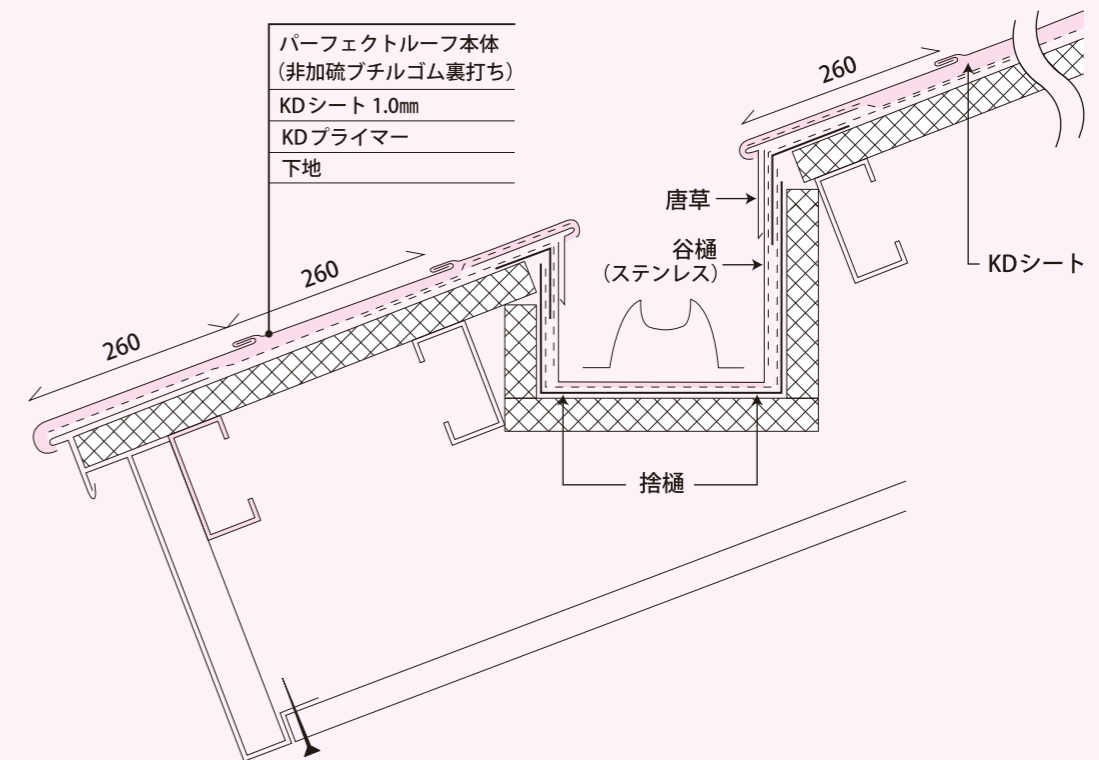 パーフェクトルーフ本体
(非加硫ブチルゴム裏打ち)
KDシート 1.0㎜
KDプライマー
下地
260
260
260
唐草
谷樋
(ステンレス)
KDシート
捨樋